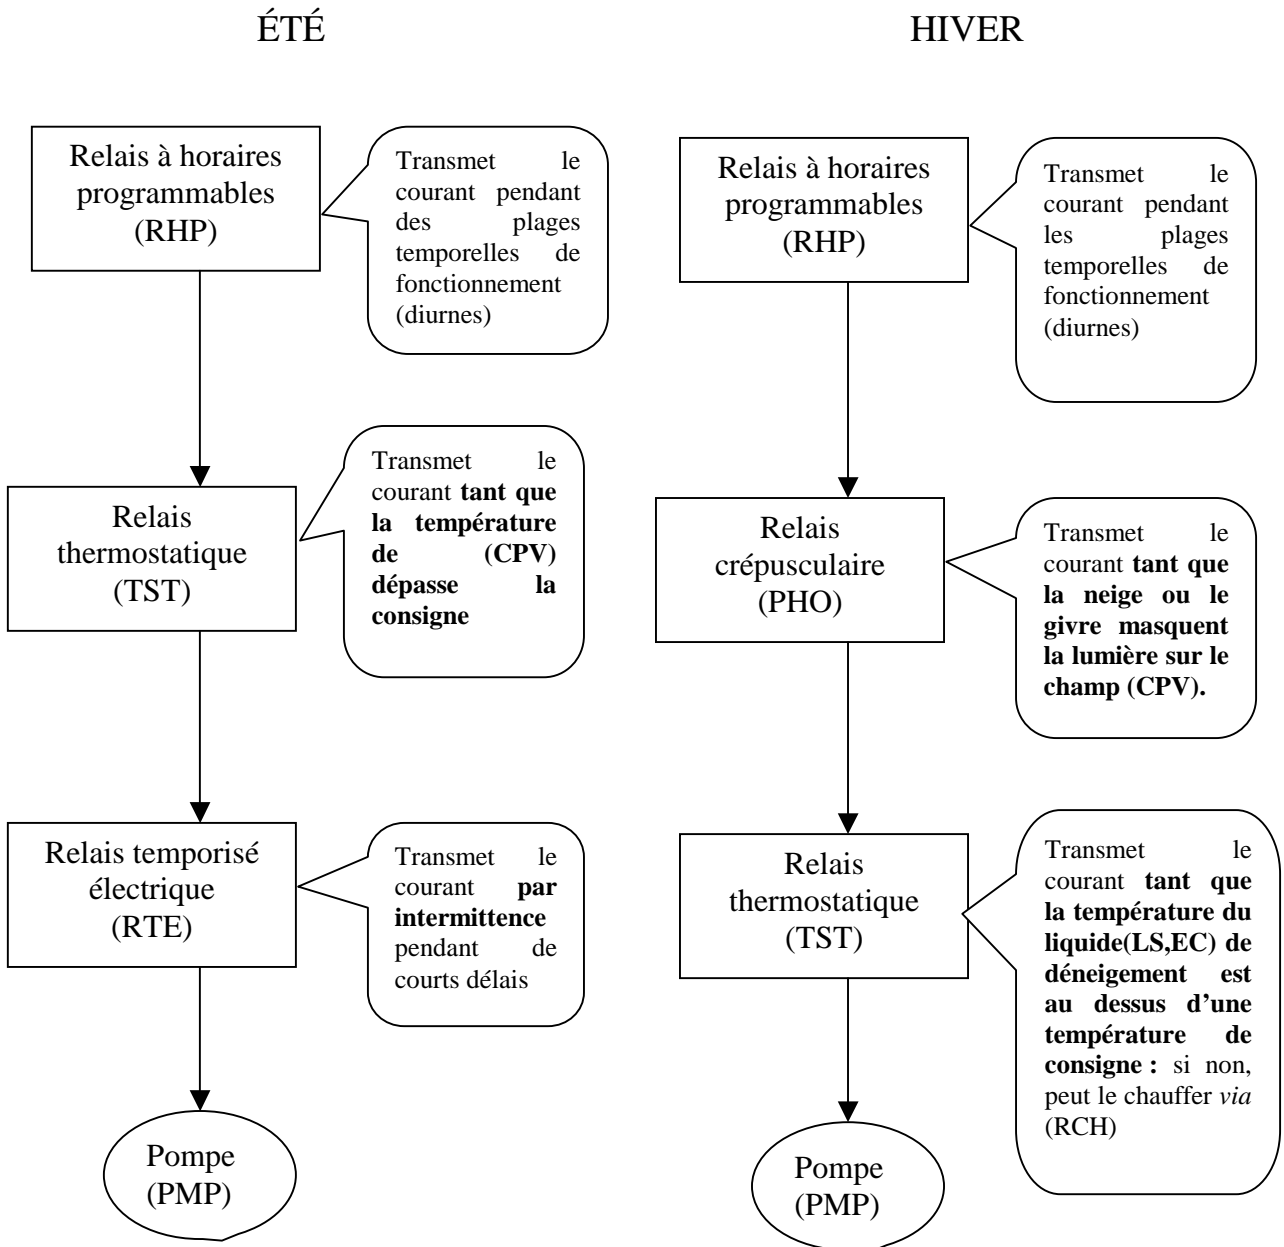 ÉTÉ
Relais à horaires
programmables
(RHP)
Transmet le
courant pendant
des plages
temporelles de
fonctionnement
(diurnes)
Relais
thermostatique
(TST)
Transmet le
courant tant que
la température
de (CPV)
dépasse la
consigne
Relais temporisé
électrique
(RTE)
Transmet le
courant par
intermittence
pendant de
courts délais
Pompe
(PMP)
HIVER
Relais à horaires
programmables
(RHP)
Transmet le
courant pendant
les plages
temporelles de
fonctionnement
(diurnes)
Relais
crépusculaire
(PHO)
Transmet le
courant tant que
la neige ou le
givre masquent
la lumière sur le
champ (CPV).
Relais
thermostatique
(TST)
Transmet le
courant tant que
la température du
liquide(LS,EC) de
déneigement est
au dessus d’une
température de
consigne : si non,
peut le chauffer via
(RCH)
Pompe
(PMP)